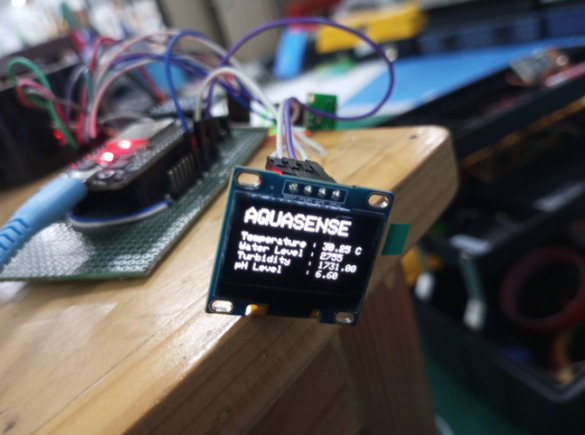 AQUASENSE
Temperature : 30.25 C
Water Level : 2755
Turbidity : 1731.00
pH Level : 6.60